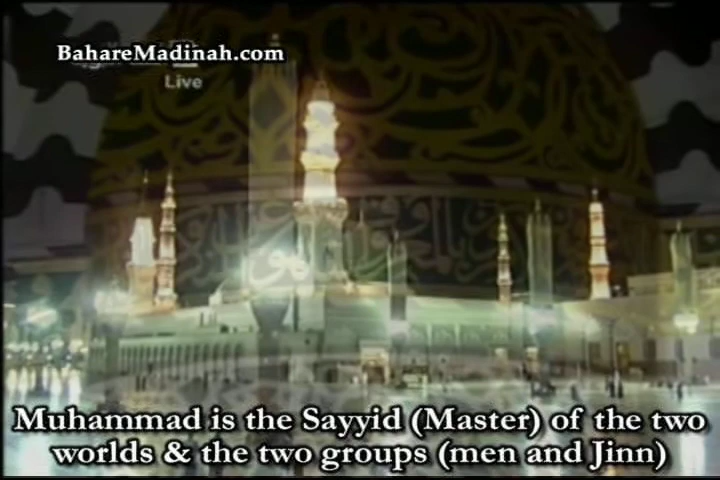 BahareMadinah.com
Live
Muhammad is the Sayyid (Master) of the two
worlds & the two groups (men and Jinn)